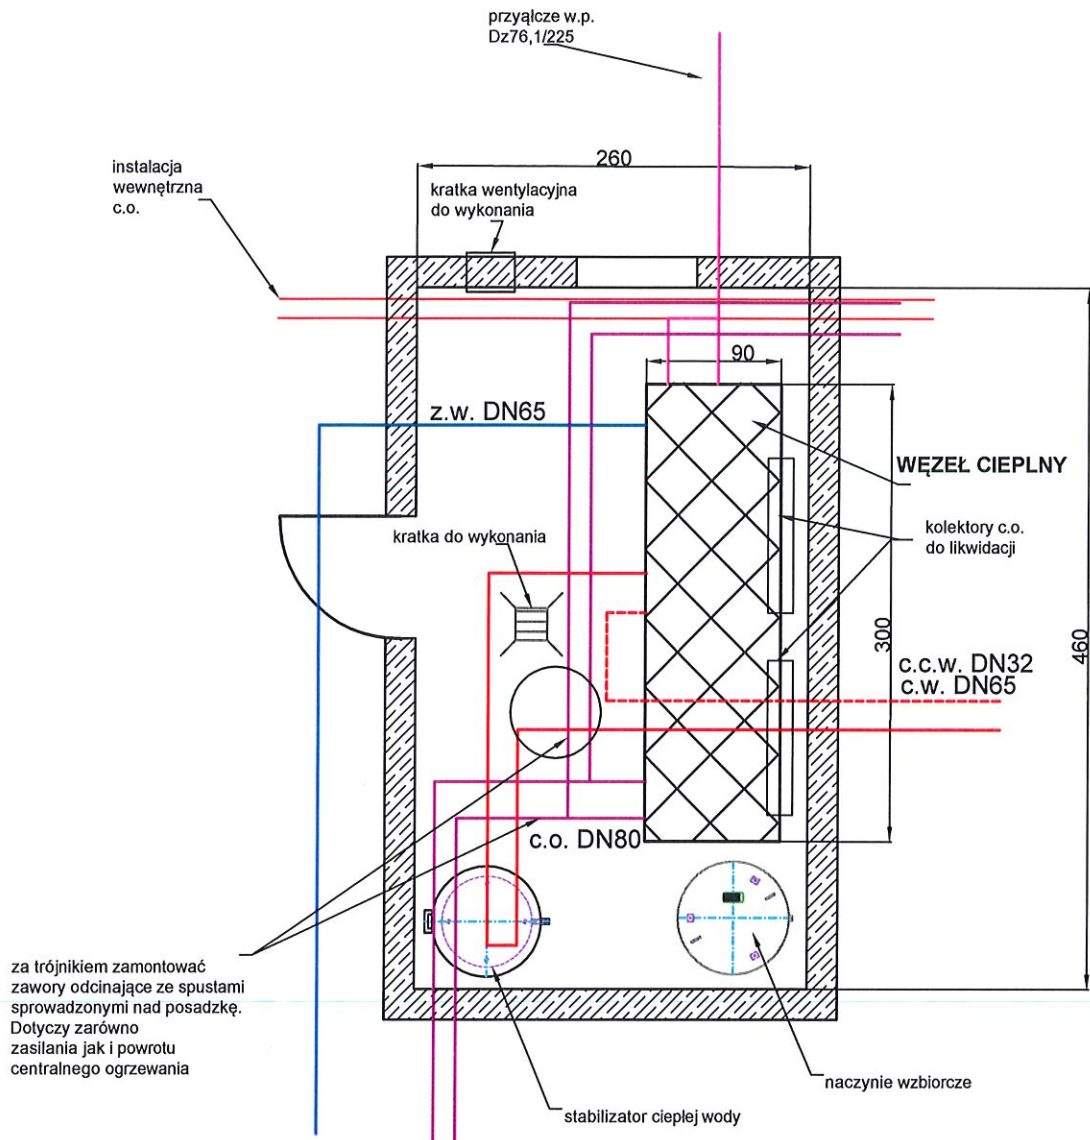 przyąłcze w.p.
Dz76,1/225
260
instalacja
wewnętrzna
c.o.
kratka wentylacyjna
do wykonania
90
z.w. DN65
WĘZEŁ CIEPLNY
kolektory c.o.
do likwidacji
kratka do wykonania
300
460
c.c.w. DN32
c.w. DN65
c.o. DN80
za trójnikiem zamontować
zawory odcinające ze spustami
sprowadzonymi nad posadzkę.
Dotyczy zarówno
zasilania jak i powrotu
centralnego ogrzewania
naczynie wzbiorcze
stabilizator ciepłej wody